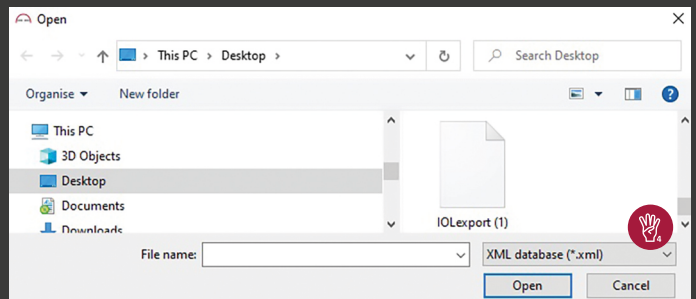 Open
This PC > Desktop >
Search Desktop
Organise
New folder
This PC
3D Objects
Desktop
Documents
Downloads
IOLexport (1)
4
File name:
XML database (*.xml)
Open
Cancel